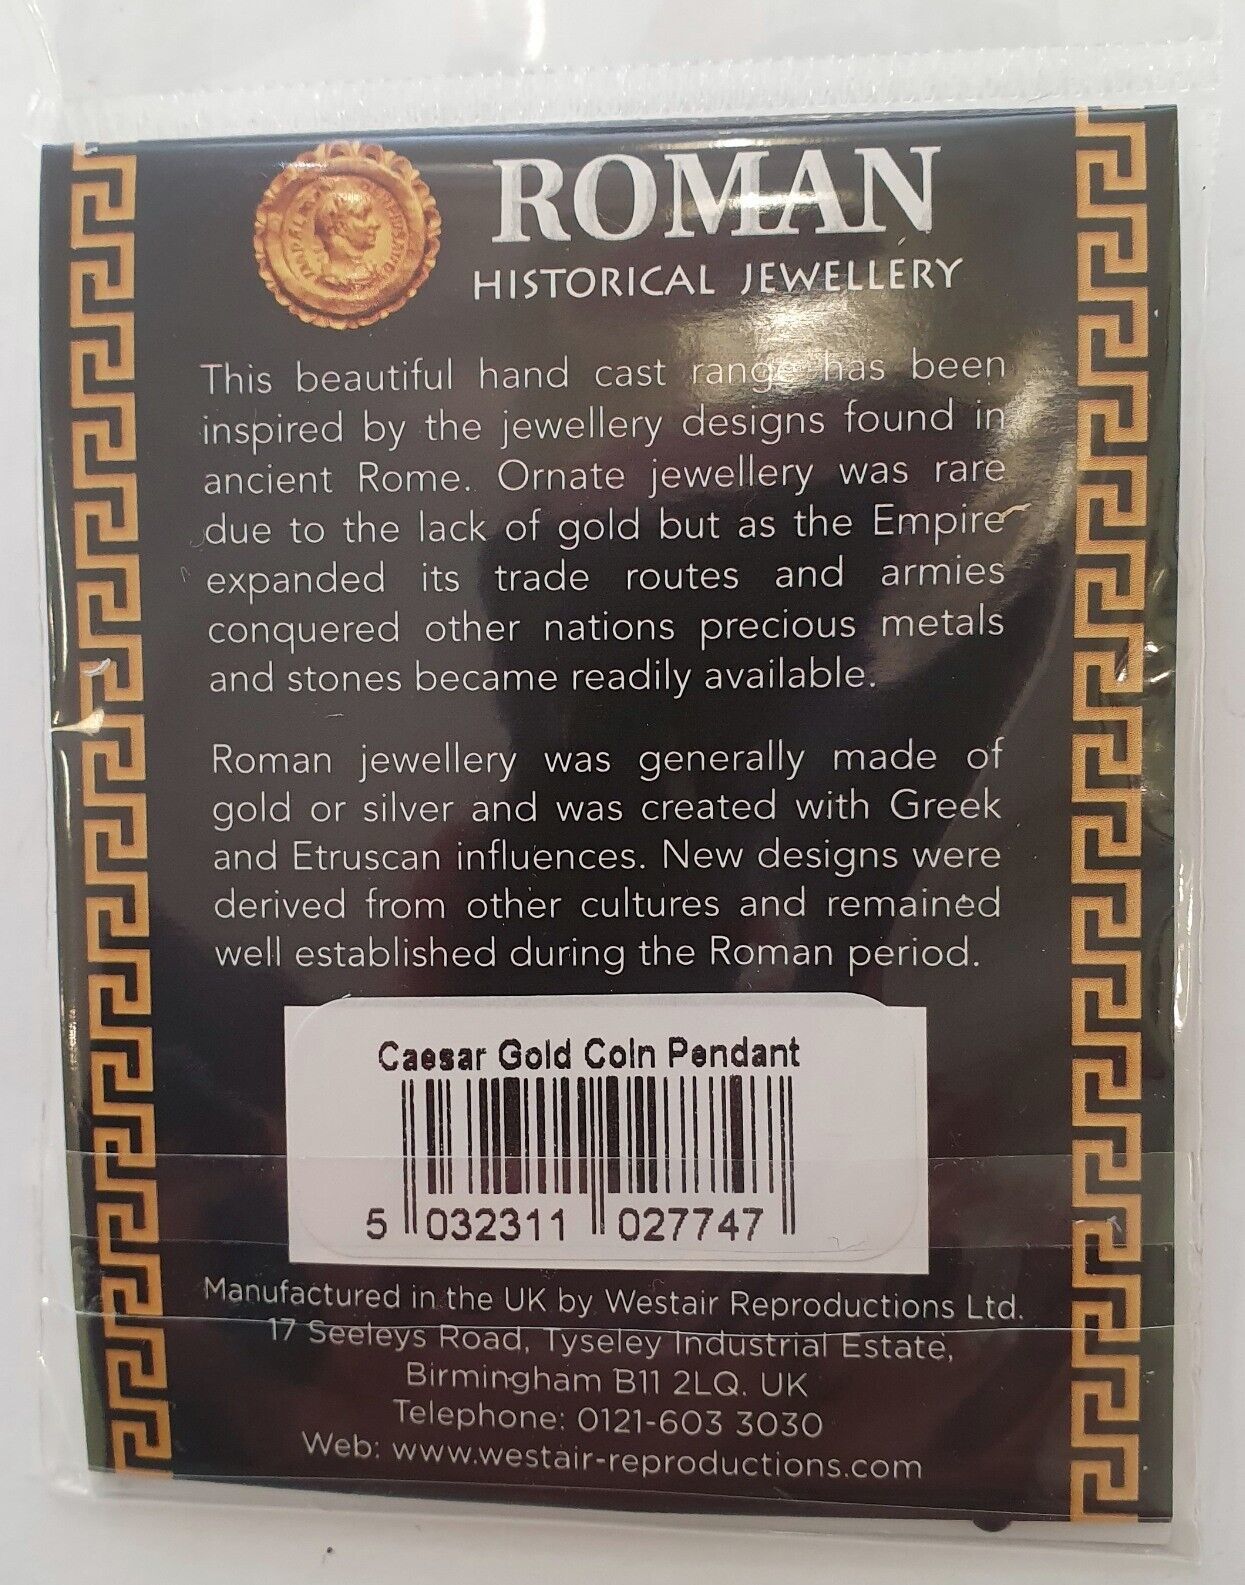 ROMAN
HISTORICAL JEWELLERY
This beautiful hand cast range has been
inspired by the jewellery designs found in
ancient Rome. Ornate jewellery was rare
due to the lack of gold but as the Empire
expanded its trade routes and armies
conquered other nations precious metals
and stones became readily available.
Roman jewellery was generally made of
gold or silver and was created with Greek
and Etruscan influences. New designs were
derived from other cultures and remained
well established during the Roman period.
Caesar Gold Coin Pendant
5 032311 027747
Manufactured in the UK by Westair Reproductions Ltd.
17 Seeleys Road, Tyseley Industrial Estate,
Birmingham B11 2LQ. UK
Telephone: 0121-603 3030
Web: www.westair-reproductions.com